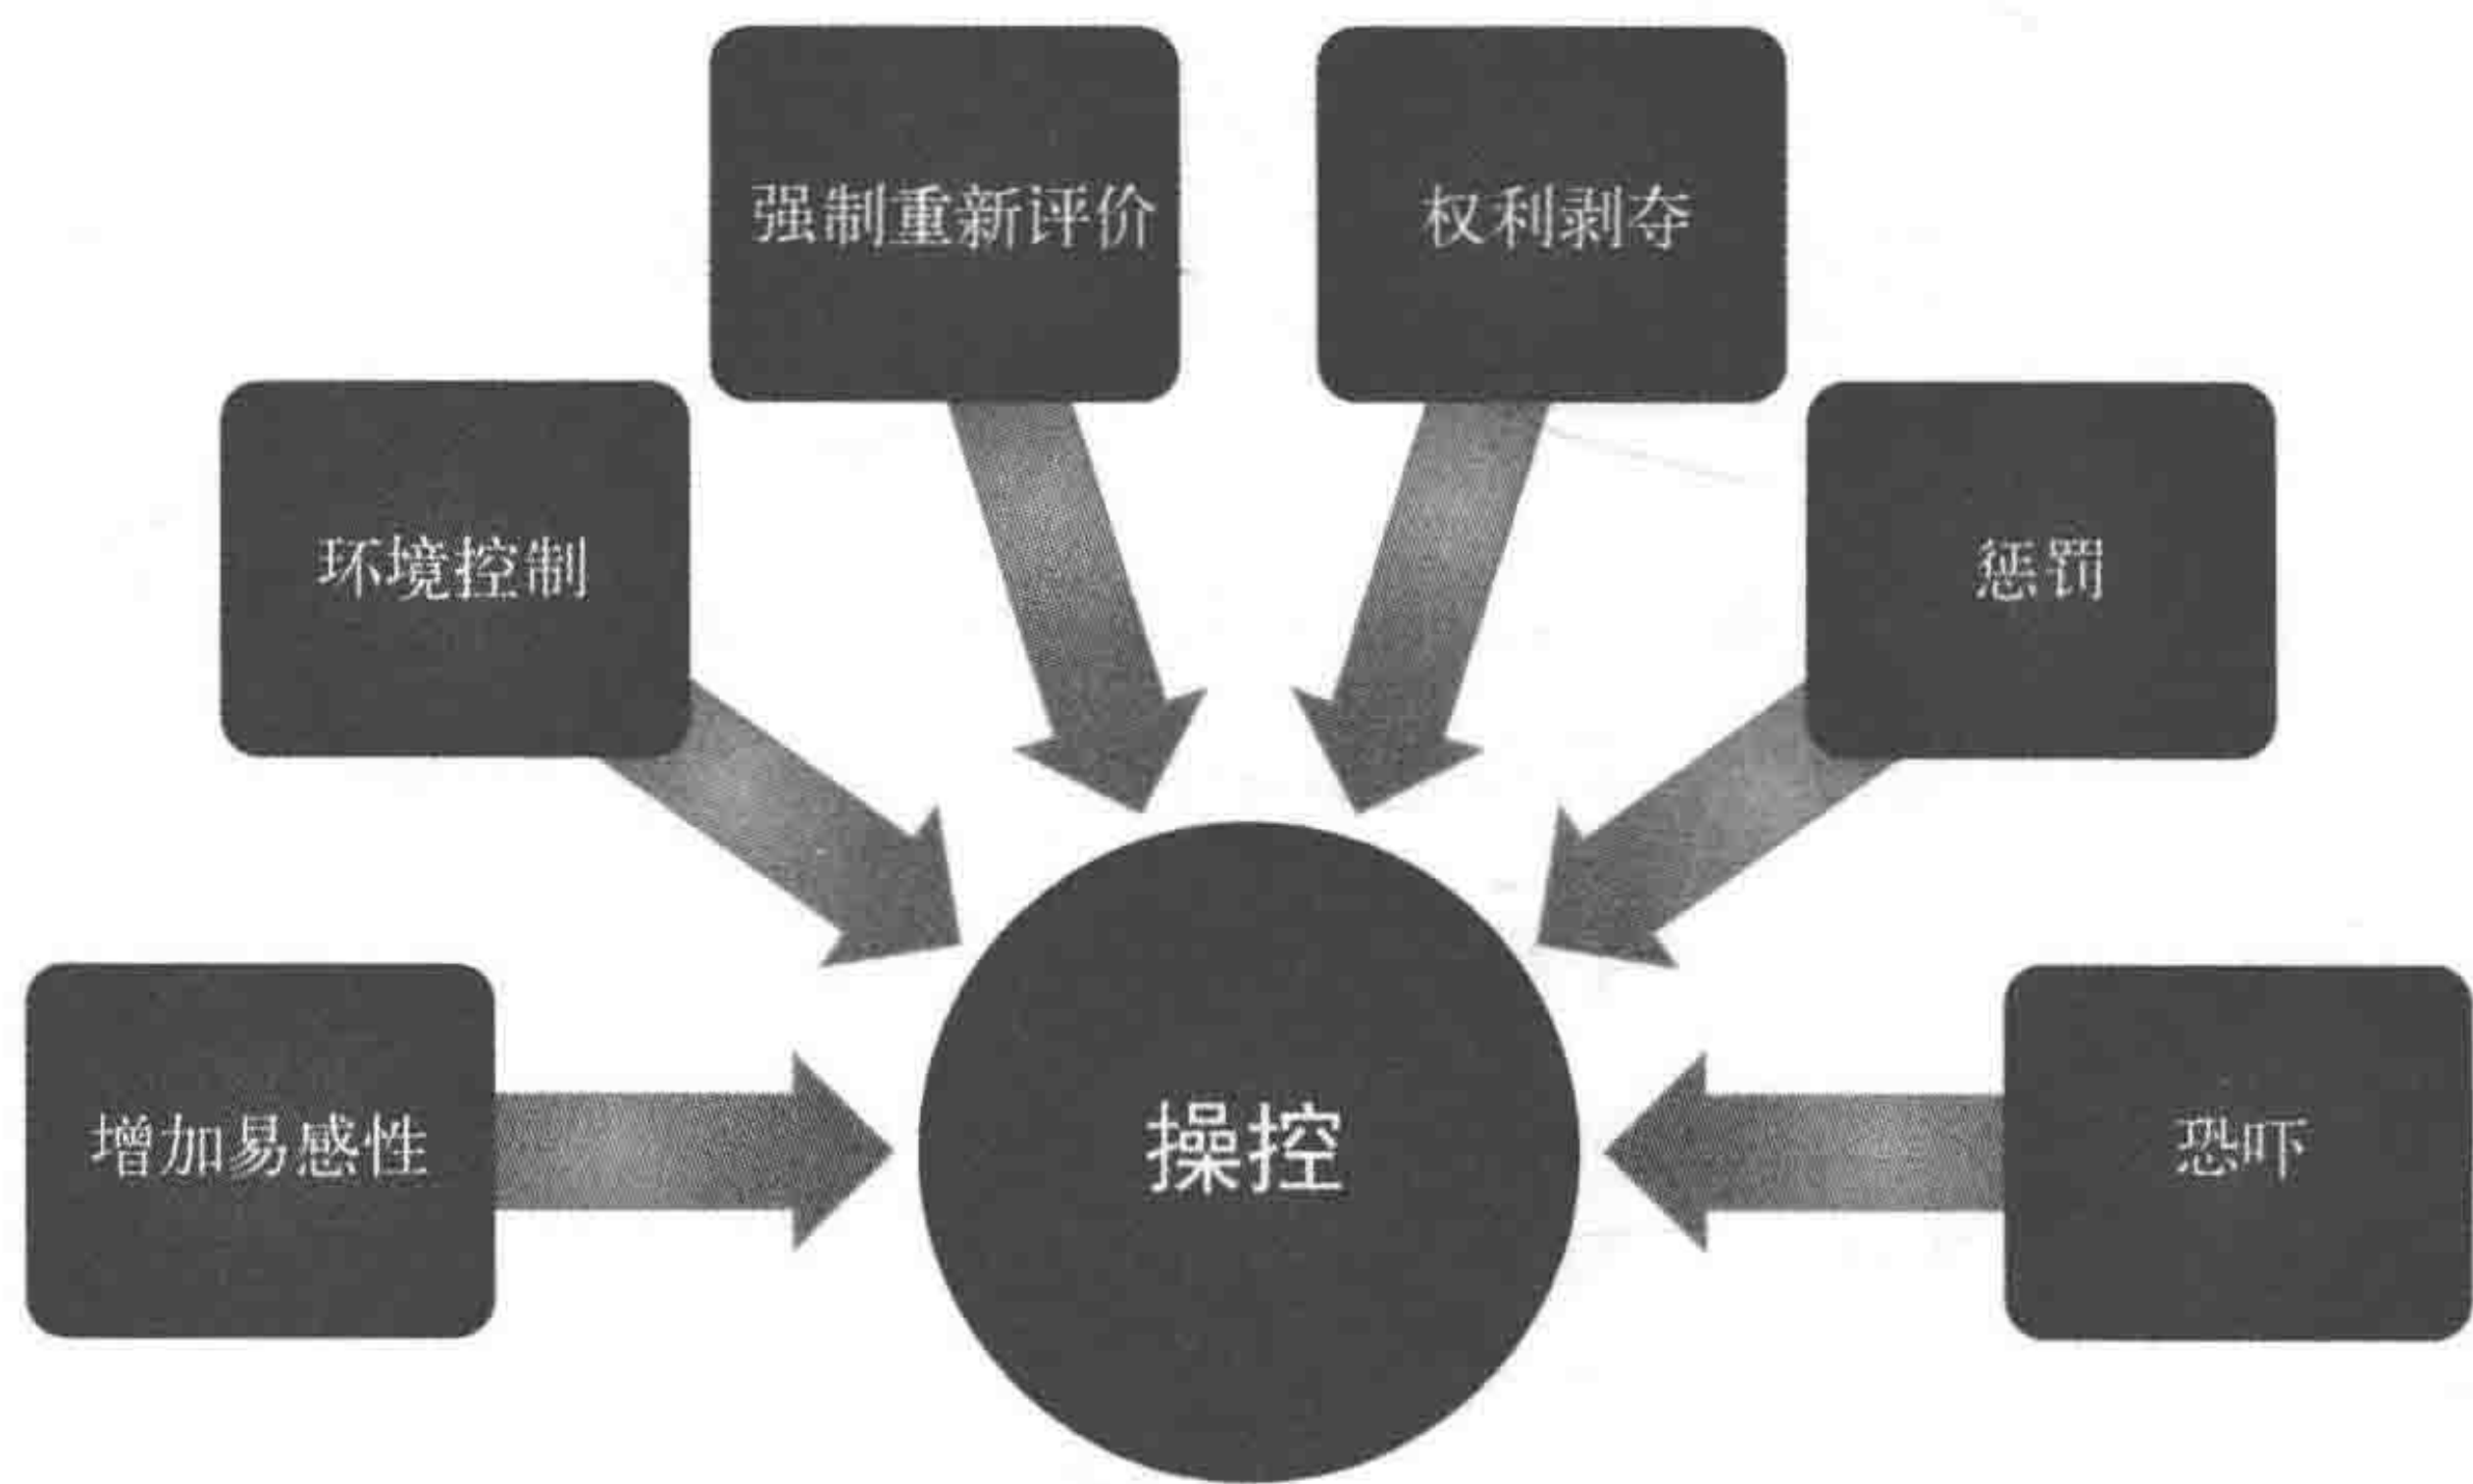 强制重新评价
权利剥夺
环境控制
惩罚
增加易感性
操控
恐吓